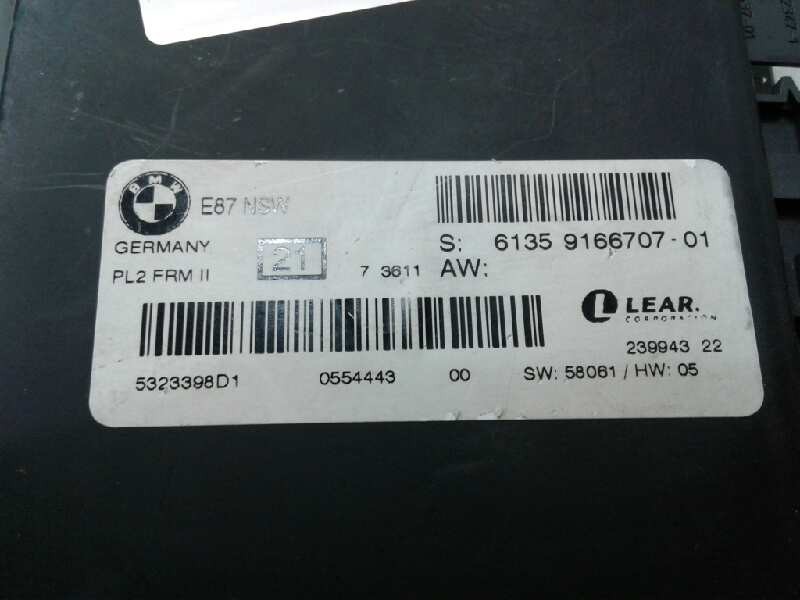 BMW
E87 NSW
GERMANY
PL2 FRM II
21
7 3611
S: 6135 9166707-01
AW:
LEAR.
CORPORATION
239943 22
5323398D1 0554443 00 SW: 58061 / HW: 05